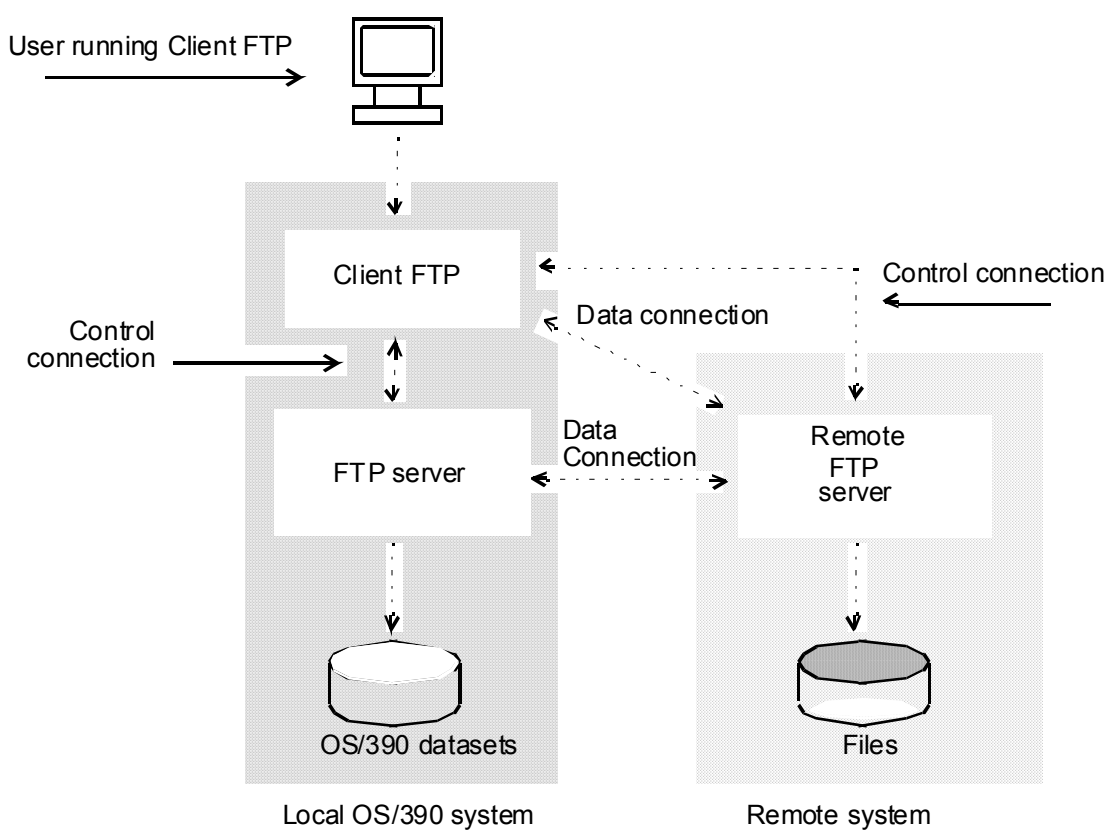 User running Client FTP
Client FTP
Control connection
Data connection
Control
connection
Data
Connection
FTP server
Remote
FTP
server
OS/390 datasets
Files
Local OS/390 system
Remote system